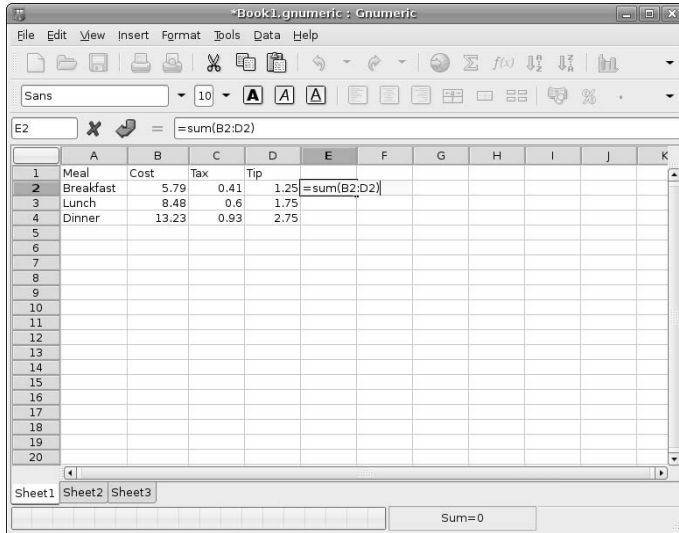 *Book1.gnumeric : Gnumeric
File Edit View Insert Format Tools Data Help
Sans 10 A A A %
E2 = =sum(B2:D2)
A B C D E F G H I J K
1 Meal Cost Tax Tip
2 Breakfast 5.79 0.41 1.25 =sum(B2:D2)
3 Lunch 8.48 0.6 1.75
4 Dinner 13.23 0.93 2.75
5
6
7
8
9
10
11
12
13
14
15
16
17
18
19
20
Sheet1 Sheet2 Sheet3
Sum=0